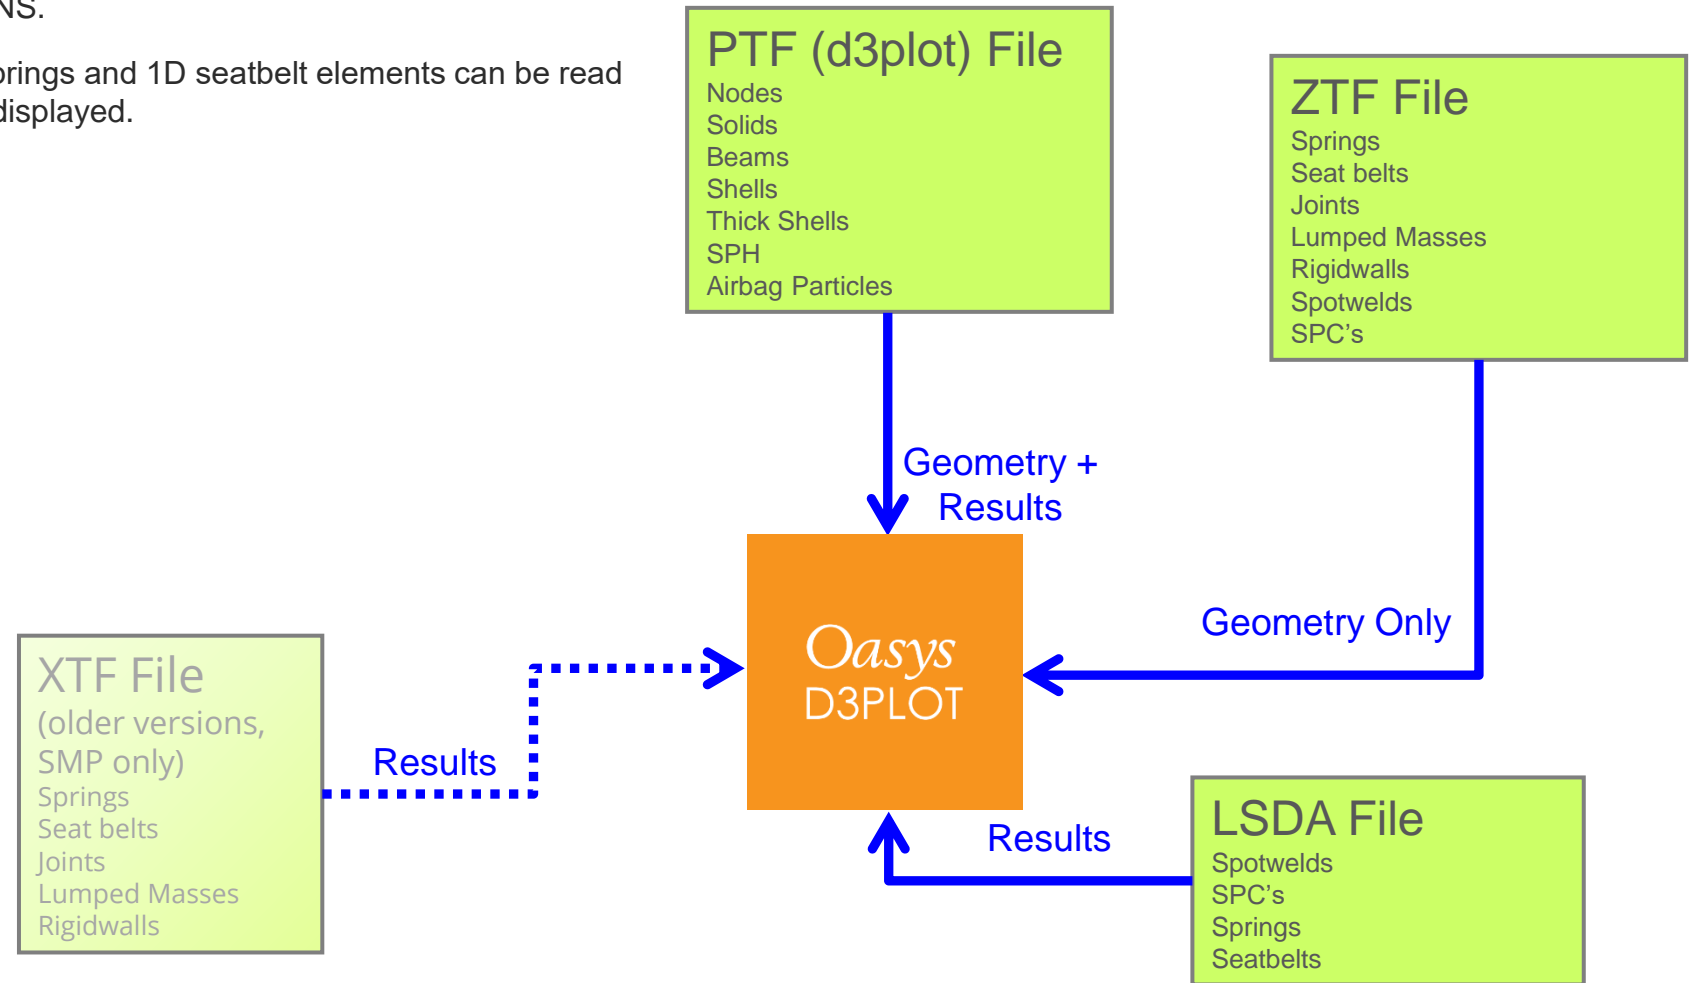 NS.
prings and 1D seatbelt elements can be read
displayed.
PTF (d3plot) File
Nodes
Solids
Beams
Shells
Thick Shells
SPH
Airbag Particles
ZTF File
Springs
Seat belts
Joints
Lumped Masses
Rigidwalls
Spotwelds
SPC's
Geometry +
Results
Geometry Only
Oasys
D3PLOT
XTF File
(older versions,
SMP only)
Springs
Seat belts
Joints
Lumped Masses
Rigidwalls
Results
Results
LSDA File
Spotwelds
SPC's
Springs
Seatbelts